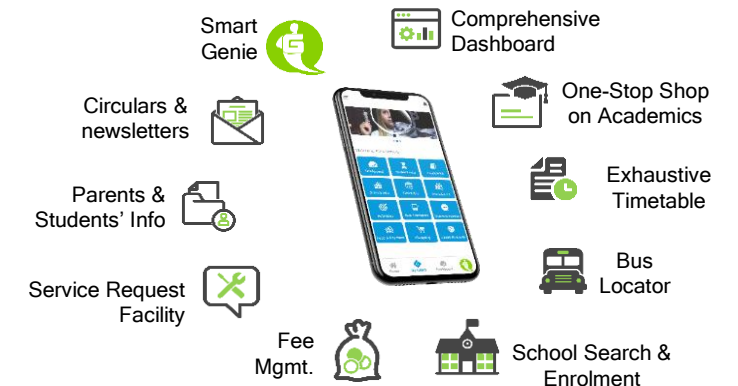 Smart
Genie
Comprehensive
Dashboard
Circulars &
newsletters
One-Stop Shop
on Academics
Parents &
Students' Info
Exhaustive
Timetable
Service Request
Facility
Bus
Locator
Fee
Mgmt.
School Search &
Enrolment